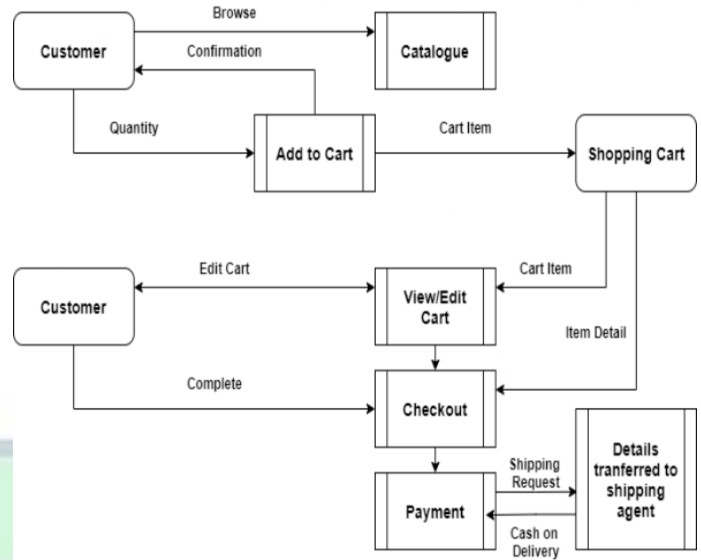 Browse
Customer
Confirmation
Catalogue
Quantity
Add to Cart
Cart Item
Shopping Cart
Customer
Edit Cart
View/Edit
Cart
Cart Item
Item Detail
Complete
Checkout
Payment
Shipping
Request
Cash on
Delivery
Details
tranferred to
shipping
agent